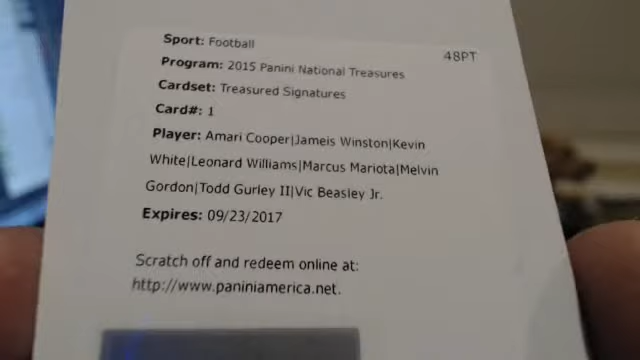 Sport: Football
48PT
Program: 2015 Panini National Treasures
Cardset: Treasured Signatures
Card#: 1
Player: Amari Cooper|Jameis Winston|Kevin
White|Leonard Williams|Marcus Mariota|Melvin
Gordon|Todd Gurley II|Vic Beasley Jr.
Expires: 09/23/2017
Scratch off and redeem online at:
http://www.paniniamerica.net.